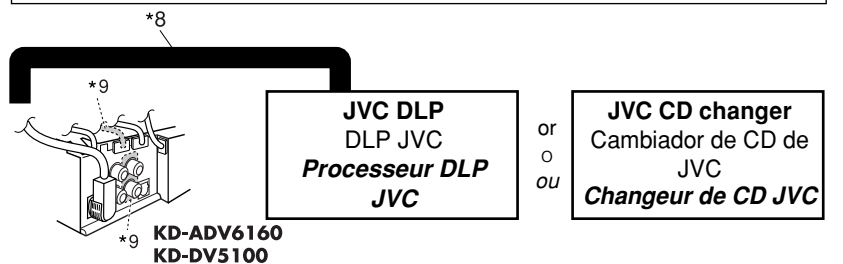 *8
*9
JVC DLP
DLP JVC
Processeur DLP
JVC
or
o
ou
JVC CD changer
Cambiador de CD de
JVC
Changeur de CD JVC
*9
KD-ADV6160
KD-DV5100